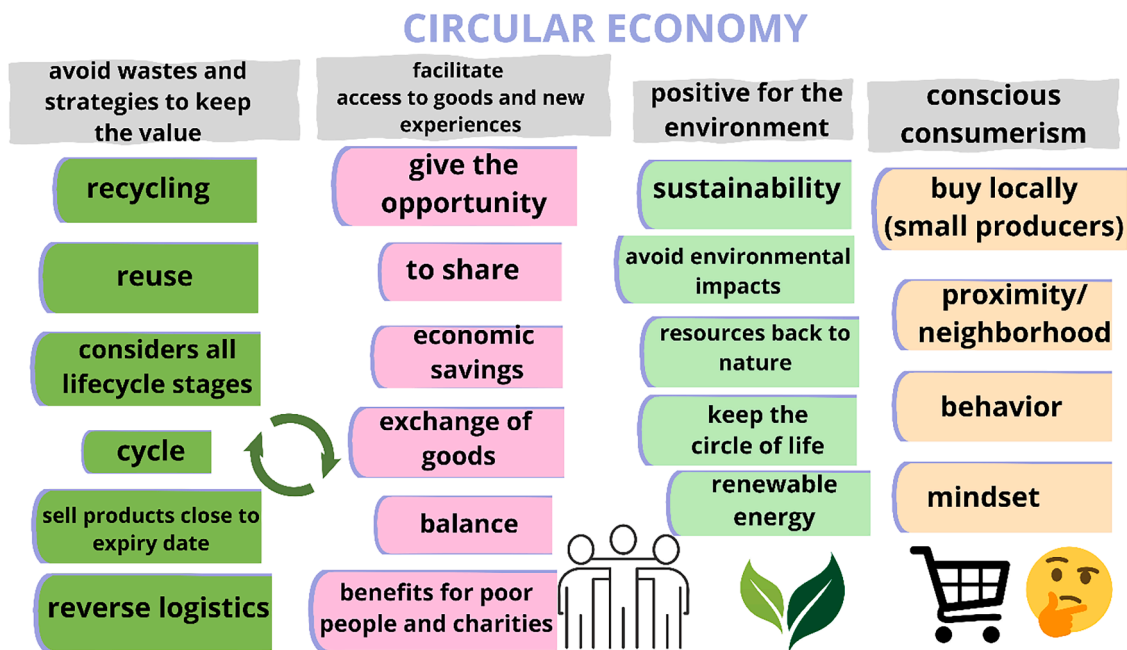 CIRCULAR ECONOMY
avoid wastes and
strategies to keep
the value
recycling
reuse
considers all
lifecycle stages
cycle
sell products close to
expiry date
reverse logistics
facilitate
access to goods and new
experiences
give the
opportunity
to share
economic
savings
exchange of
goods
balance
benefits for poor
people and charities
positive for the
environment
sustainability
avoid environmental
impacts
resources back to
nature
keep the
circle of life
renewable
energy
conscious
consumerism
buy locally
(small producers)
proximity/
neighborhood
behavior
mindset